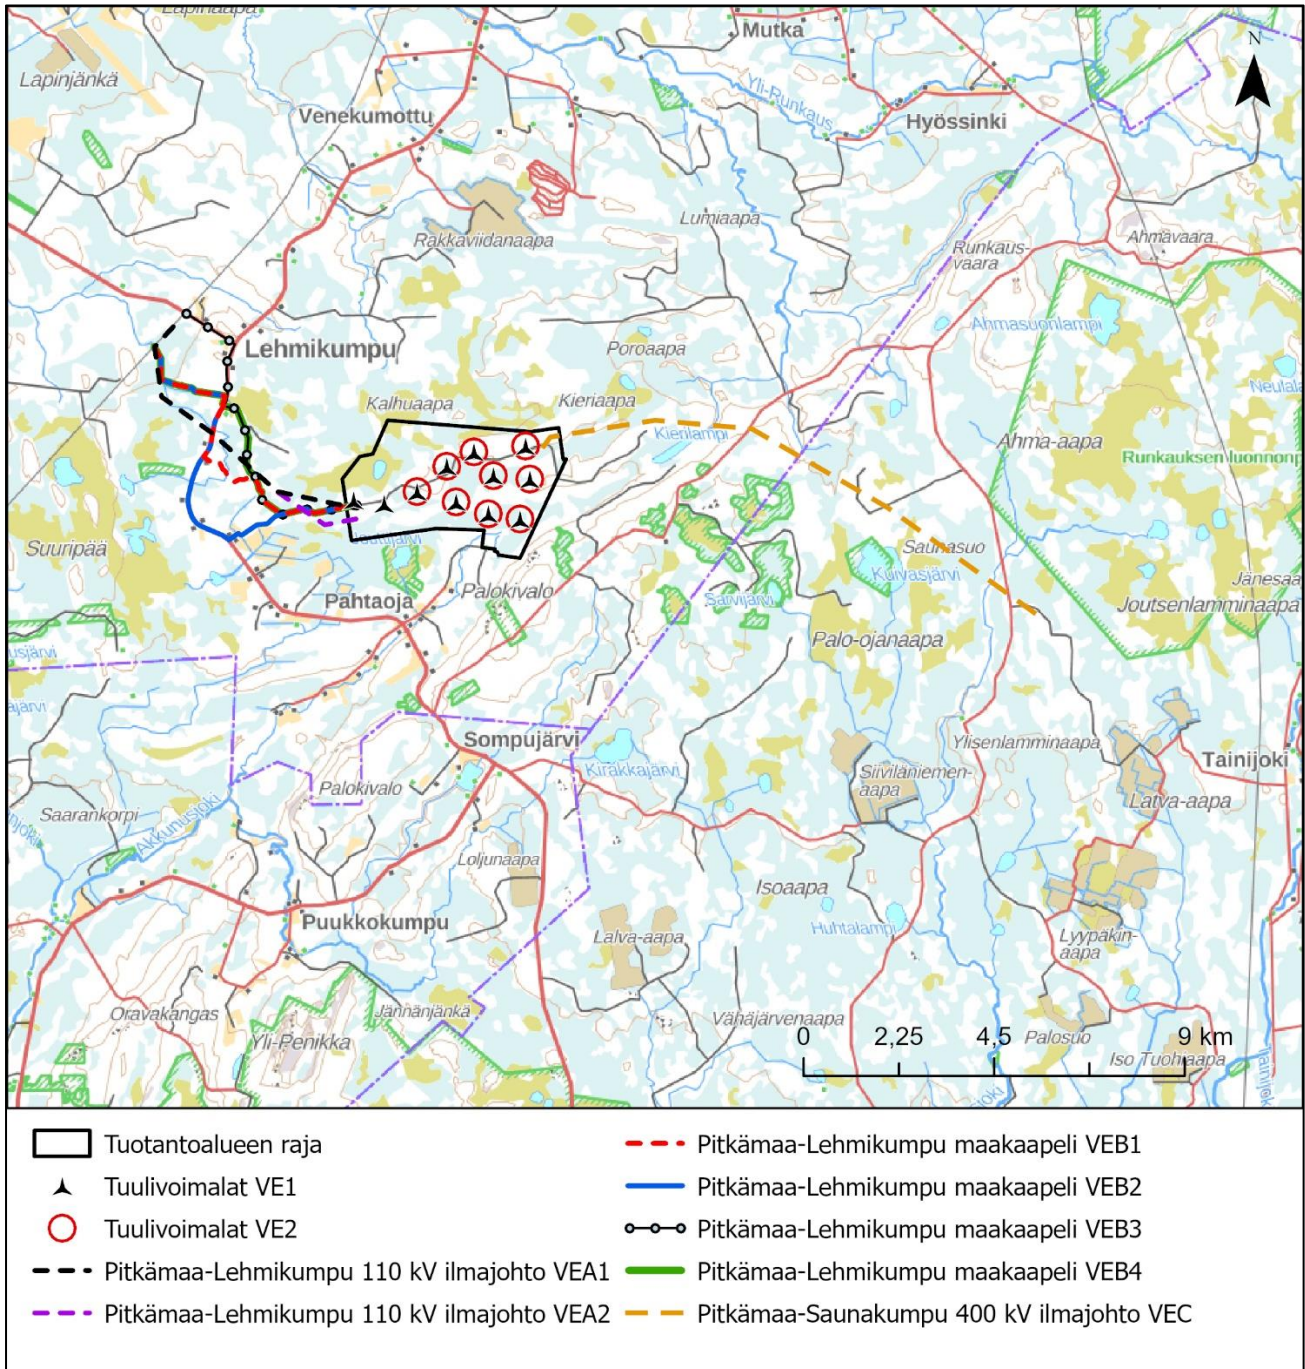 Lapinaapa
Mutka
N
Lapinjänkä
Yli-Runkaus
Venekumottu
Hyössinki
Lumiaapa
Rakkaviidanaapa
Runkaus-
vaara
Ahmavaara
Ahmasuonlampi
Lehmikumpu
Poroaapa
Kalhuaapa
Kieriaapa
Kienlampi
Ahma-aapa
Runkauksen luonnonp
Suuripää
Saunasuo
Kuivasjärvi
Jänesaa
Palokivalo
Pahtaoja
Saivijärvi
Joutsenlamminaapa
Palo-ojanaapa
usjärvi
ajärvi
Sompujärvi
Ylisenlamminaapa
Kirakkajärvi
Tainijoki
Palokivalo
Siiviläniemen-
aapa
Latva-aapa
Saarankorpi
Akkunusjoki
Loljunaapa
Isoaapa
Puukkokumpu
Huhtalampi
Lalva-aapa
Lyypäkin-
aapa
Oravakangas
Jännänjänkä
Vähäjärvenaapa
Yli-Penikka
Palosuo
Iso Tuohiaapa
0 2,25 4,5 9 km
Tuotantoalueen raja
Tuulivoimalat VE1
Tuulivoimalat VE2
Pitkämaa-Lehmikumpu 110 kV ilmajohto VEA1
Pitkämaa-Lehmikumpu 110 kV ilmajohto VEA2
Pitkämaa-Lehmikumpu maakaapeli VEB1
Pitkämaa-Lehmikumpu maakaapeli VEB2
Pitkämaa-Lehmikumpu maakaapeli VEB3
Pitkämaa-Lehmikumpu maakaapeli VEB4
Pitkämaa-Saunakumpu 400 kV ilmajohto VEC